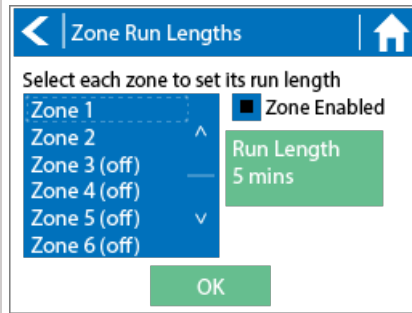 Zone Run Lengths
Select each zone to set its run length
Zone 1
Zone 2
Zone 3 (off)
Zone 4 (off)
Zone 5 (off)
Zone 6 (off)
Zone Enabled
Run Length
5 mins
OK